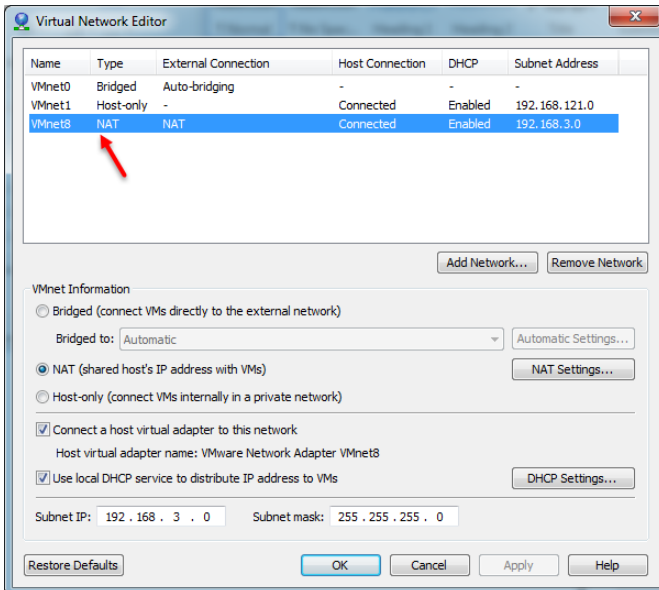 Virtual Network Editor
Name Type External Connection Host Connection DHCP Subnet Address
VMnet0 Bridged Auto-bridging - - -
VMnet1 Host-only - Connected Enabled 192.168.121.0
VMnet8 NAT NAT Connected Enabled 192.168.3.0
Add Network... Remove Network
VMnet Information
Bridged (connect VMs directly to the external network)
Bridged to: Automatic Automatic Settings...
NAT (shared host's IP address with VMs) NAT Settings...
Host-only (connect VMs internally in a private network)
Connect a host virtual adapter to this network
Host virtual adapter name: VMware Network Adapter VMnet8
Use local DHCP service to distribute IP address to VMs DHCP Settings...
Subnet IP: 192 . 168 . 3 . 0 Subnet mask: 255 . 255 . 255 . 0
Restore Defaults OK Cancel Apply Help